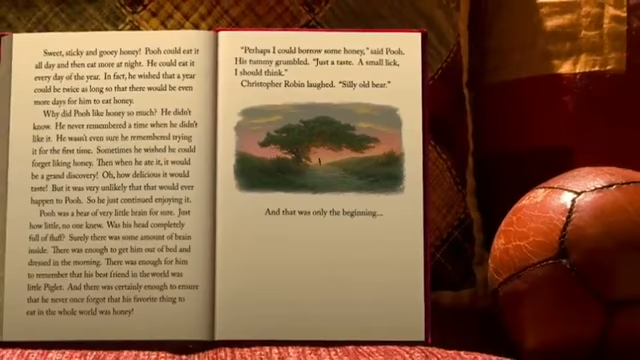 Sweet, sticky and gooey honey! Pooh could eat it
all day and then eat more at night. He could eat it
every day of the year. In fact, he wished that a year
could be twice as long so that there would be even
more days for him to eat honey.
Why did Pooh like honey so much? He didn't
know. He never remembered a time when he didn't
like it. He wasn't even sure he remembered trying
it for the first time. Sometimes he wished he could
forget liking honey. Then when he ate it, it would
be a grand discovery! Oh, how delicious it would
taste! But it was very unlikely that that would ever
happen to Pooh. So he just continued enjoying it.
Pooh was a bear of very little brain for sure. Just
how little, no one knew. Was his head completely
full of fluff? Surely there was some amount of brain
inside. There was enough to get him out of bed and
dressed in the morning. There was enough for him
to remember that his best friend in the world was
little Piglet. And there was certainly enough to ensure
that he never once forgot that his favorite thing to
eat in the whole world was honey!
"Perhaps I could borrow some honey," said Pooh.
His tummy grumbled. "Just a taste. A small lick,
I should think."
Christopher Robin laughed. "Silly old bear."
And that was only the beginning...